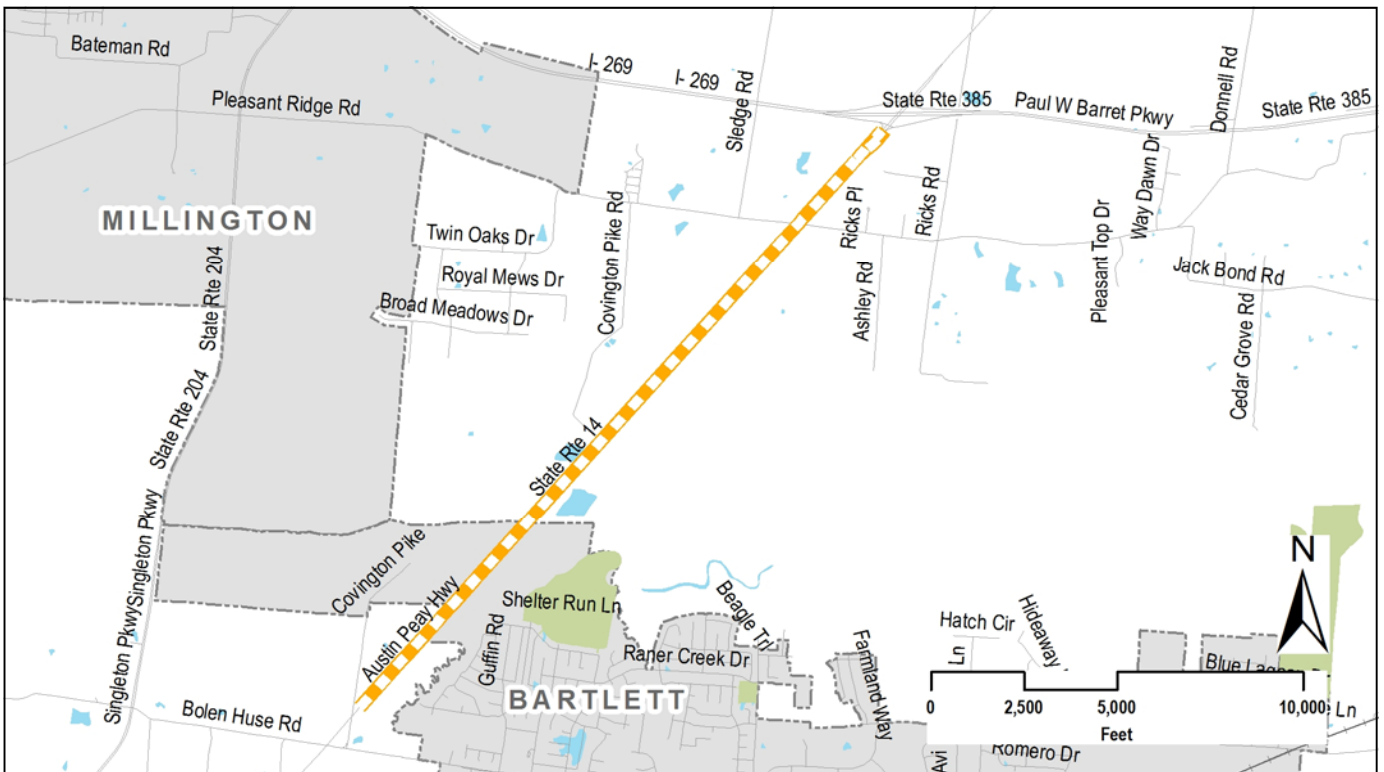 Bateman Rd
I- 269
I- 269
Sledge Rd
State Rte 385
Paul W Barret Pkwy
Donnell Rd
State Rte 385
Pleasant Ridge Rd
MILLINGTON
Twin Oaks Dr
Royal Mews Dr
Broad Meadows Dr
Covington Pike Rd
Ricks Pl
Ricks Rd
Ashley Rd
Way Dawn Dr
Pleasant Top Dr
Jack Bond Rd
Cedar Grove Rd
State Rte 204
State Rte 204
State Rte 14
Singleton Pkwy
Singleton Pkwy
Covington Pike
Austin Peay Hwy
Shelter Run Ln
Guffin Rd
Beagle Trl
Raner Creek Dr
BARTLETT
Farmland Way
Bolen Huse Rd
Hatch Cir
Hideaway
Ln
N
0 2,500 5,000 10,000
Feet
Ln
Romero Dr